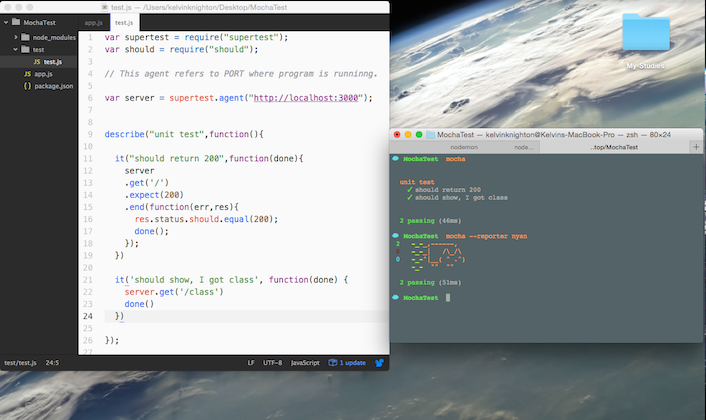 test.js — /Users/kelvinknighton/Desktop/MochaTest
MochaTest
node_modules
test
test.js
app.js
package.json
app.js
test.js
1 var supertest = require("supertest");
2 var should = require("should");
3
4 // This agent refers to PORT where program is runninng.
5
6 var server = supertest.agent("http://localhost:3000");
7
8
9 describe("unit test",function(){
10
11 it("should return 200",function(done){
12 server
13 .get('/')
14 .expect(200)
15 .end(function(err,res){
16 res.status.should.equal(200);
17 done();
18 });
19 })
20
21 it('should show, I got class', function(done) {
22 server.get('/class')
23 done()
24 })
25
26 });
27
test/test.js 24:5 LF UTF-8 JavaScript 1 update
My-Studies
MochaTest — kelvinknighton@Kelvins-MacBook-Pro — zsh — 80×24
nodemon
node...
..top/MochaTest
+
MochaTest mocha
unit test
✓ should return 200
✓ should show, I got class
2 passing (46ms)
MochaTest mocha --reporter nyan
2 -_-_,------,
0 -_-_| /\_/\
0 -_-^|__( ^ .^)
-_- "" ""
2 passing (51ms)
MochaTest